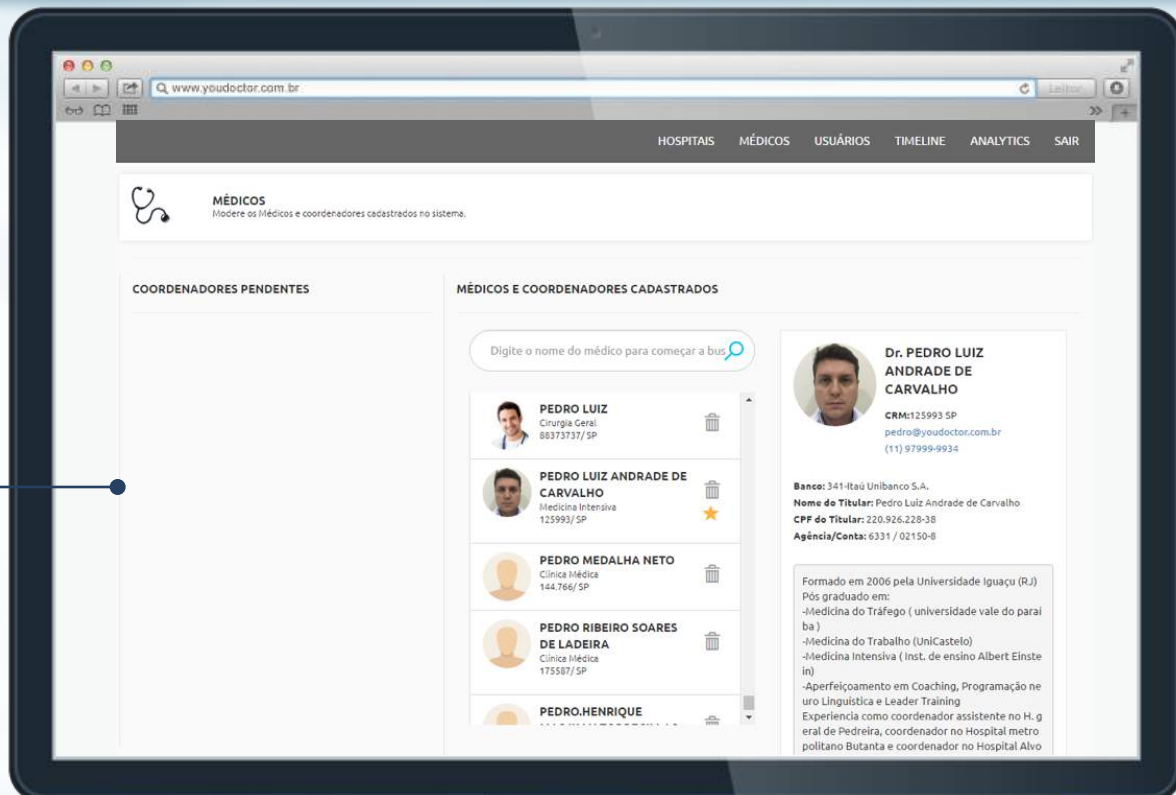 www.youdoctor.com.br
Leitor
HOSPITAIS MÉDICOS USUÁRIOS TIMELINE ANALYTICS SAIR
MÉDICOS
Modere os Médicos e coordenadores cadastrados no sistema.
COORDENADORES PENDENTES
MÉDICOS E COORDENADORES CADASTRADOS
Digite o nome do médico para começar a bus
PEDRO LUIZ
Cirurgia Geral
88373737/ SP
PEDRO LUIZ ANDRADE DE
CARVALHO
Medicina Intensiva
125993/ SP
PEDRO MEDALHA NETO
Clínica Médica
144.766/ SP
PEDRO RIBEIRO SOARES
DE LADEIRA
Clínica Médica
175587/ SP
PEDRO.HENRIQUE
Dr. PEDRO LUIZ
ANDRADE DE
CARVALHO
CRM:125993 SP
pedro@youdoctor.com.br
(11) 97999-9934
Banco: 341-Itaú Unibanco S.A.
Nome do Titular: Pedro Luiz Andrade de Carvalho
CPF do Titular: 220.926.228-38
Agência/Conta: 6331 / 02150-8
Formado em 2006 pela Universidade Iguaçu (RJ)
Pós graduado em:
-Medicina do Tráfego ( universidade vale do paraí
ba )
-Medicina do Trabalho (UniCastelo)
-Medicina Intensiva ( Inst. de ensino Albert Einste
in)
-Aperfeiçoamento em Coaching, Programação ne
uro Linguística e Leader Training
Experiencia como coordenador assistente no H. g
eral de Pedreira, coordenador no Hospital metro
politano Butanta e coordenador no Hospital Alvo